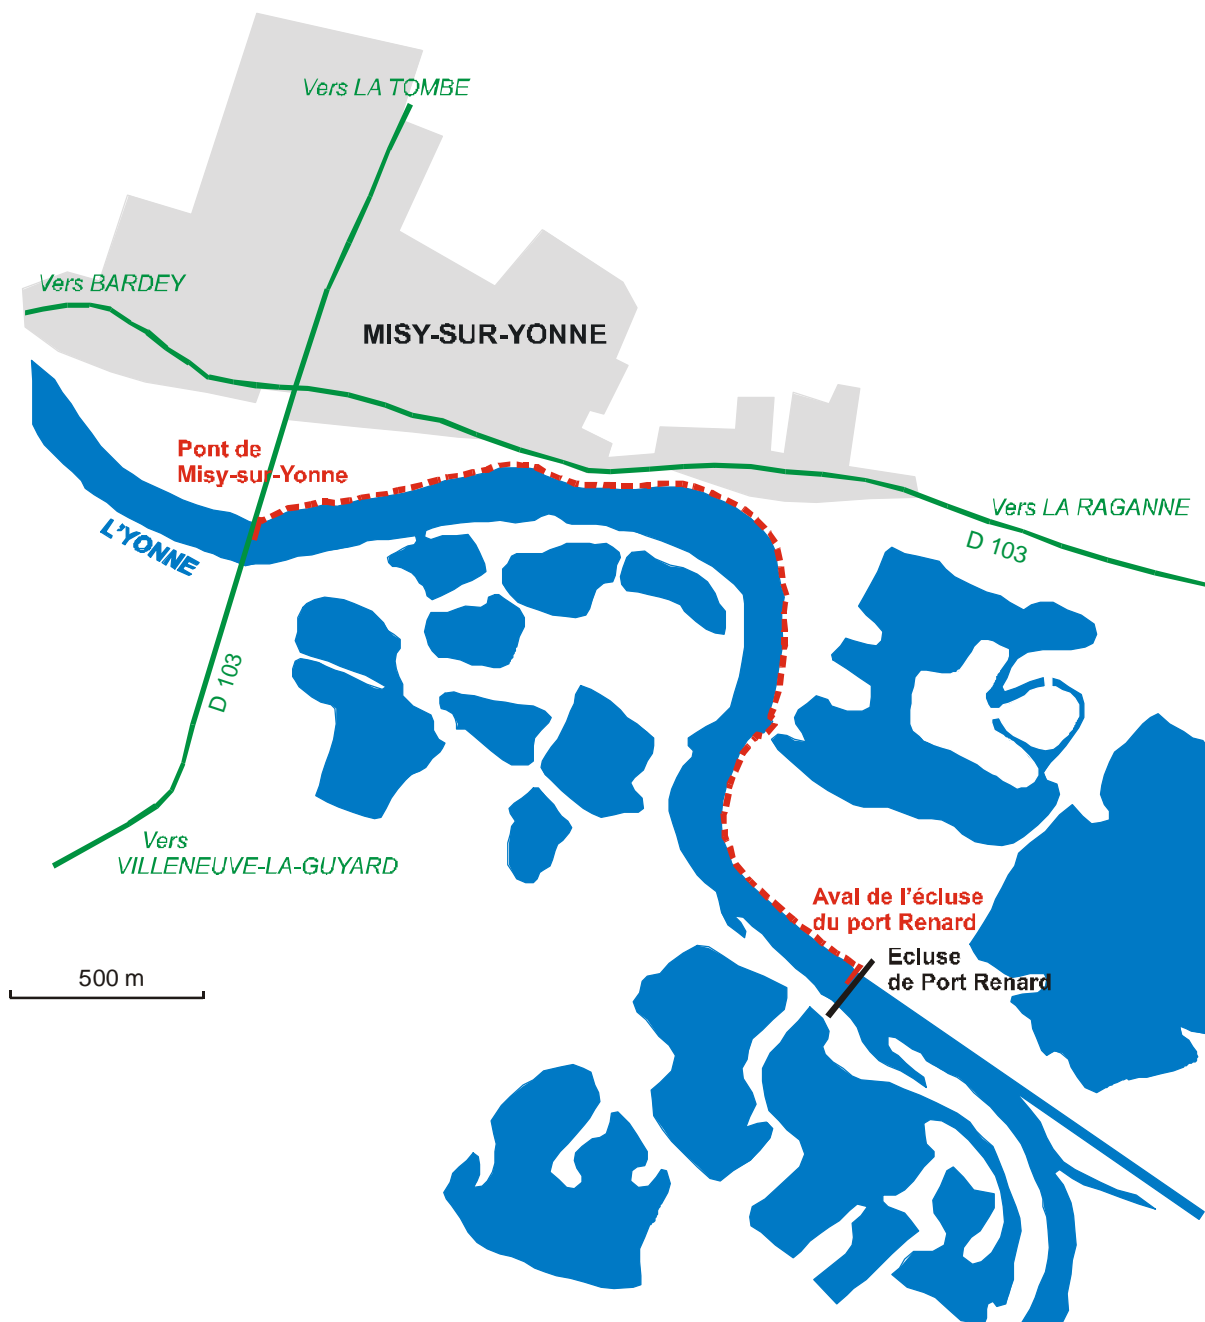 Vers LA TOMBE
Vers BARDEY
MISY-SUR-YONNE
Pont de
Misy-sur-Yonne
L'YONNE
Vers LA RAGANNE
D 103
D 103
Vers
VILLENEUVE-LA-GUYARD
Aval de l'écluse
du port Renard
Ecluse
de Port Renard
500 m